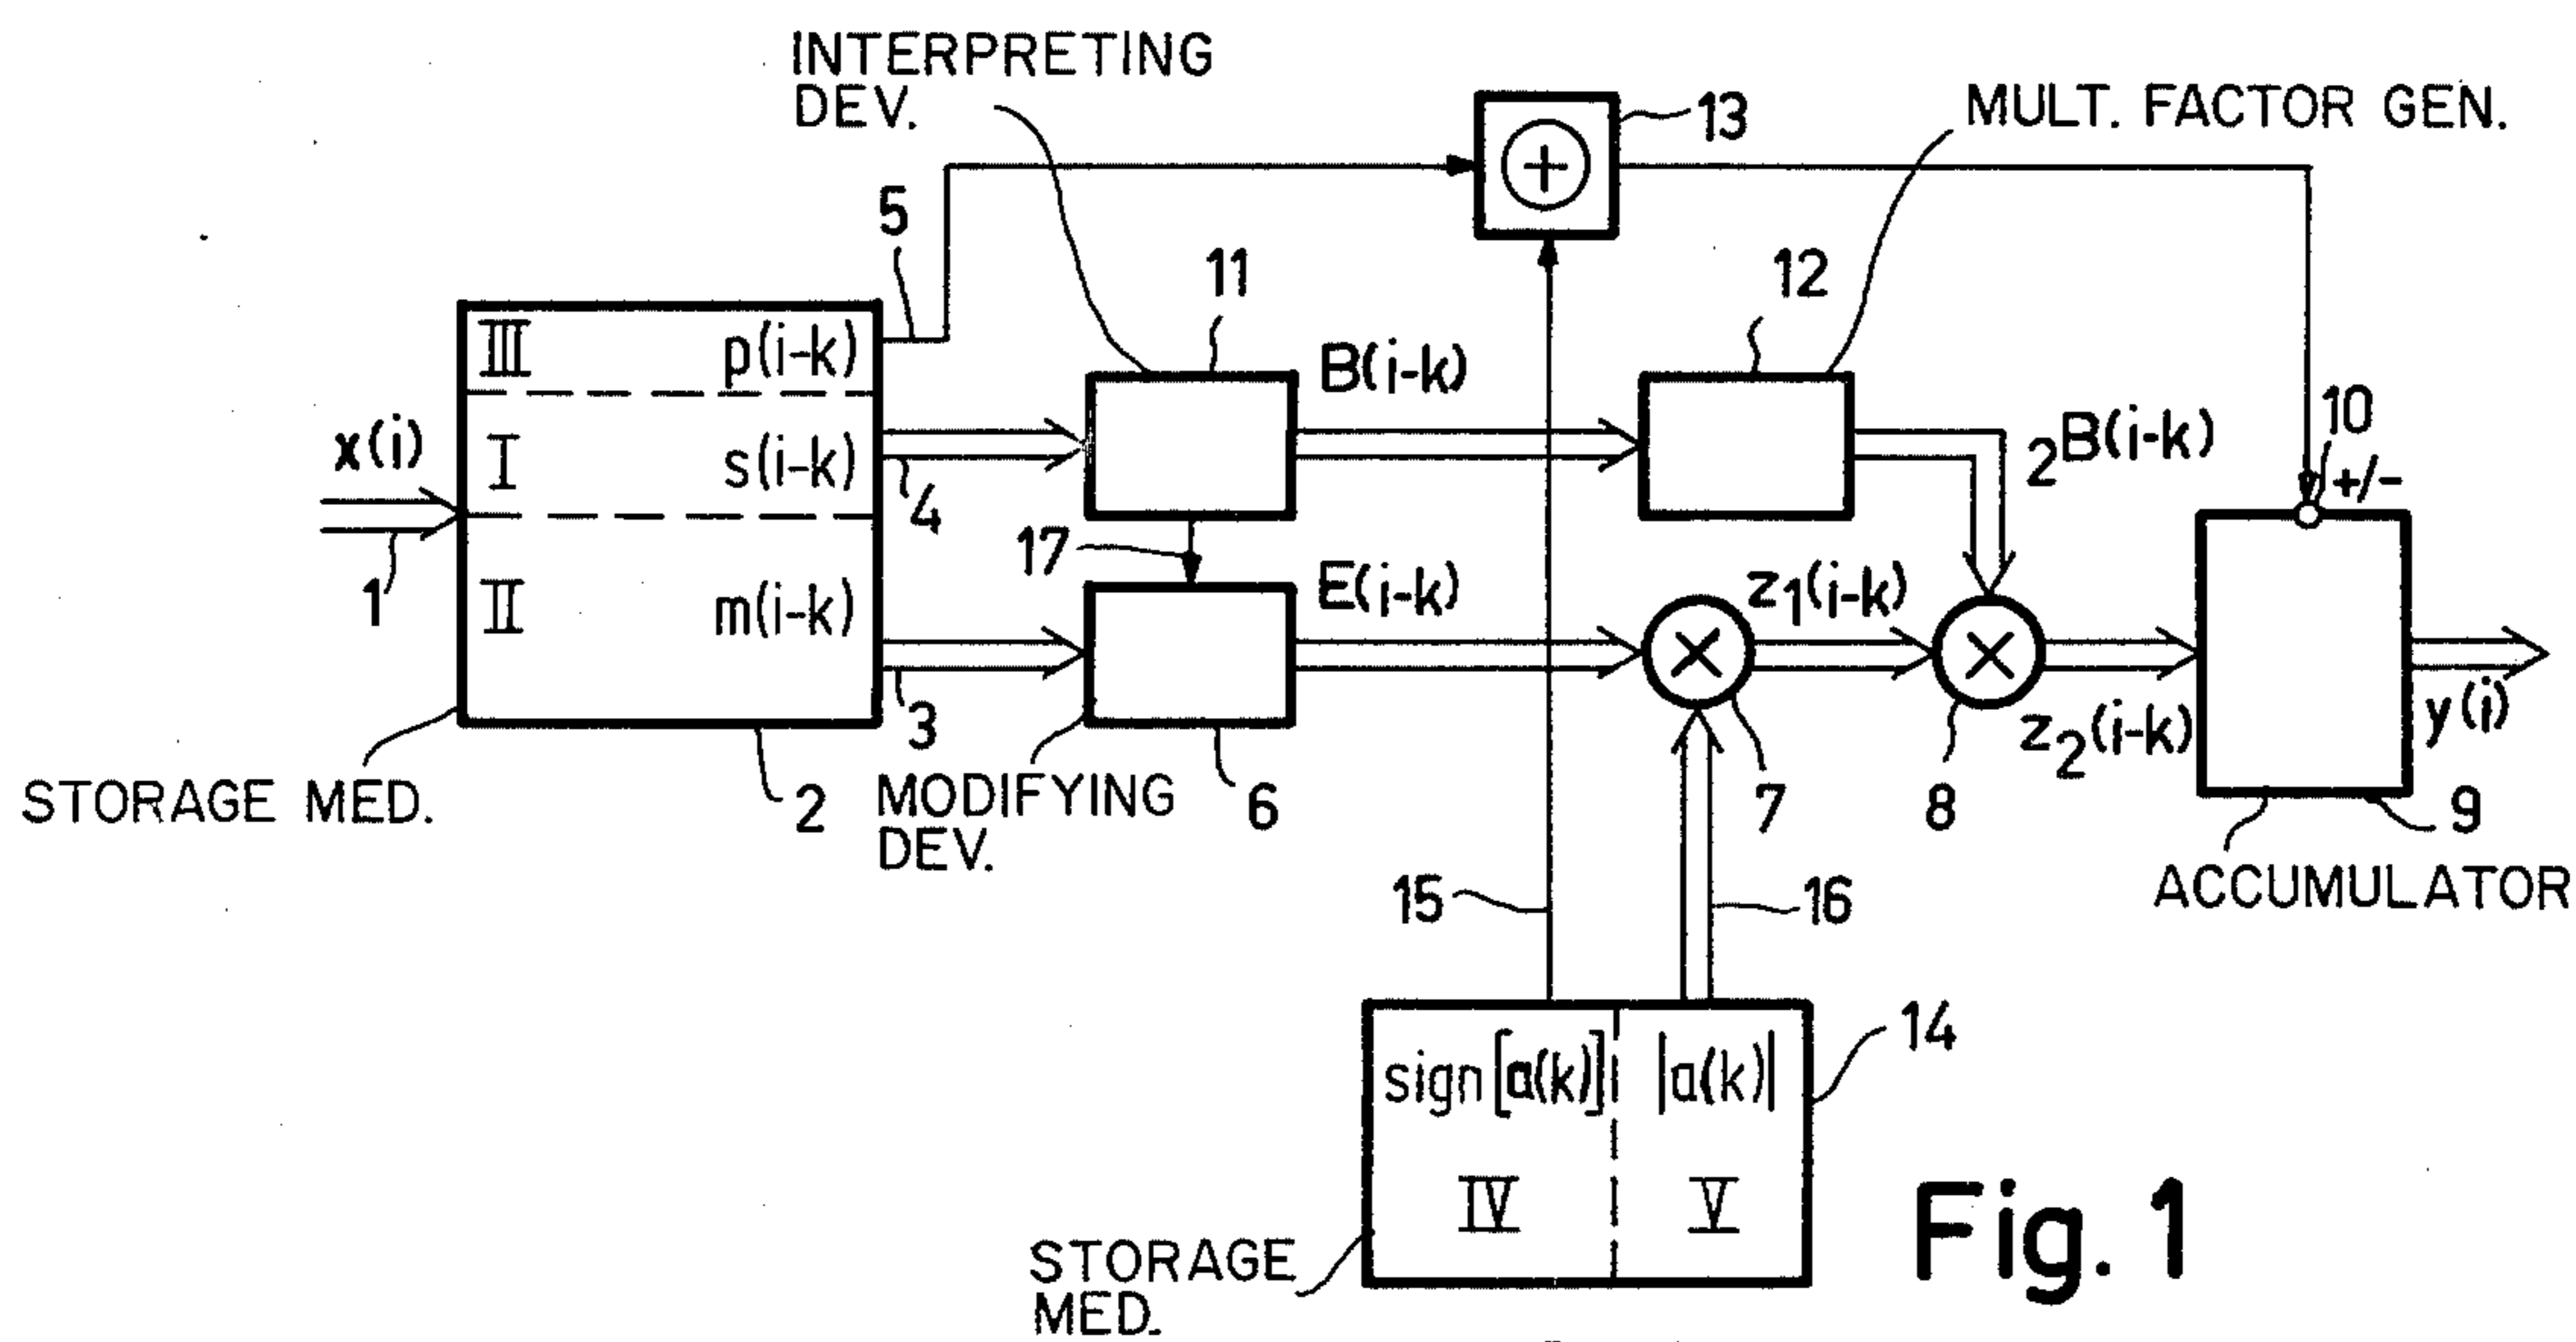 INTERPRETING
DEV.
13
MULT. FACTOR GEN.
5
11
12
III p(i-k)
B(i-k)
10
x(i)
I s(i-k)
4
2B(i-k)
+/-
17
1
II m(i-k)
E(i-k)
z1(i-k)
3
z2(i-k)
y(i)
STORAGE MED.
2
MODIFYING
DEV.
6
7
8
9
ACCUMULATOR
15
16
14
sign[a(k)] |a(k)|
IV V
STORAGE
MED.
Fig. 1